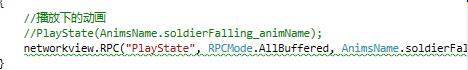 {
//播放下的动画
//PlayState(AnimsName.soldierFalling_animName);
networkview.RPC("PlayState", RPCMode.AllBuffered, AnimsName.soldierFal
}